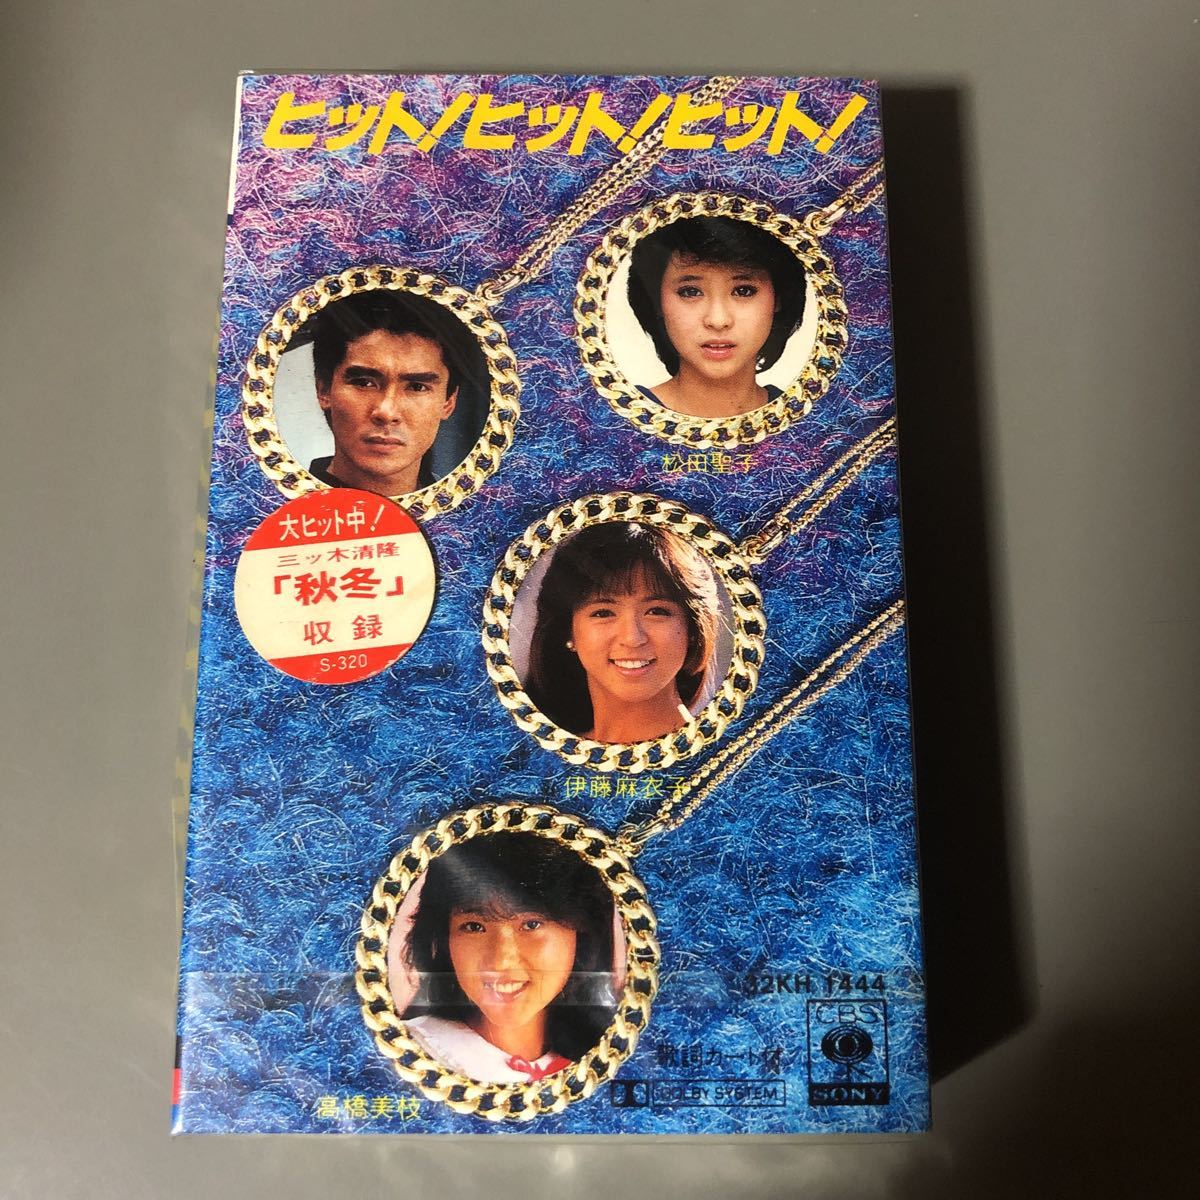 ヒット!ヒット!ヒット!
松田聖子
大ヒット中!
三ッ木清隆
「秋冬」
収録
S-320
伊藤麻衣子
高橋美枝
32KH 1444
CBS
SONY
歌詞カード付
DOLBY SYSTEM